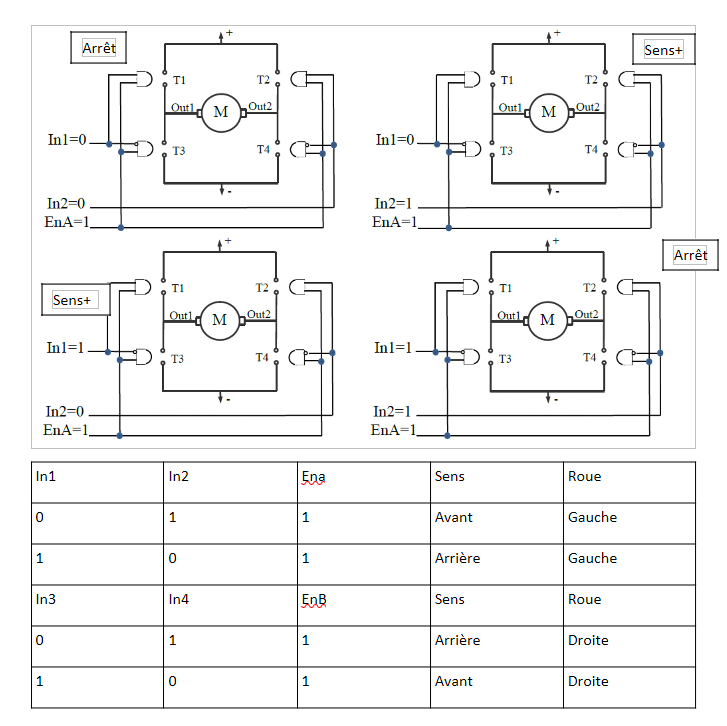 Arrêt
+
T1
T2
Out1
M
Out2
In1=0
T3
T4
-
In2=0
EnA=1
Sens+
+
T1
T2
Out1
M
Out2
In1=0
T3
T4
-
In2=1
EnA=1
Sens+
+
T1
T2
Out1
M
Out2
In1=1
T3
T4
-
In2=0
EnA=1
Arrêt
+
T1
T2
Out1
M
Out2
In1=1
T3
T4
-
In2=1
EnA=1
In1 In2 Ena Sens Roue
0 1 1 Avant Gauche
1 0 1 Arrière Gauche
In3 In4 EnB Sens Roue
0 1 1 Arrière Droite
1 0 1 Avant Droite